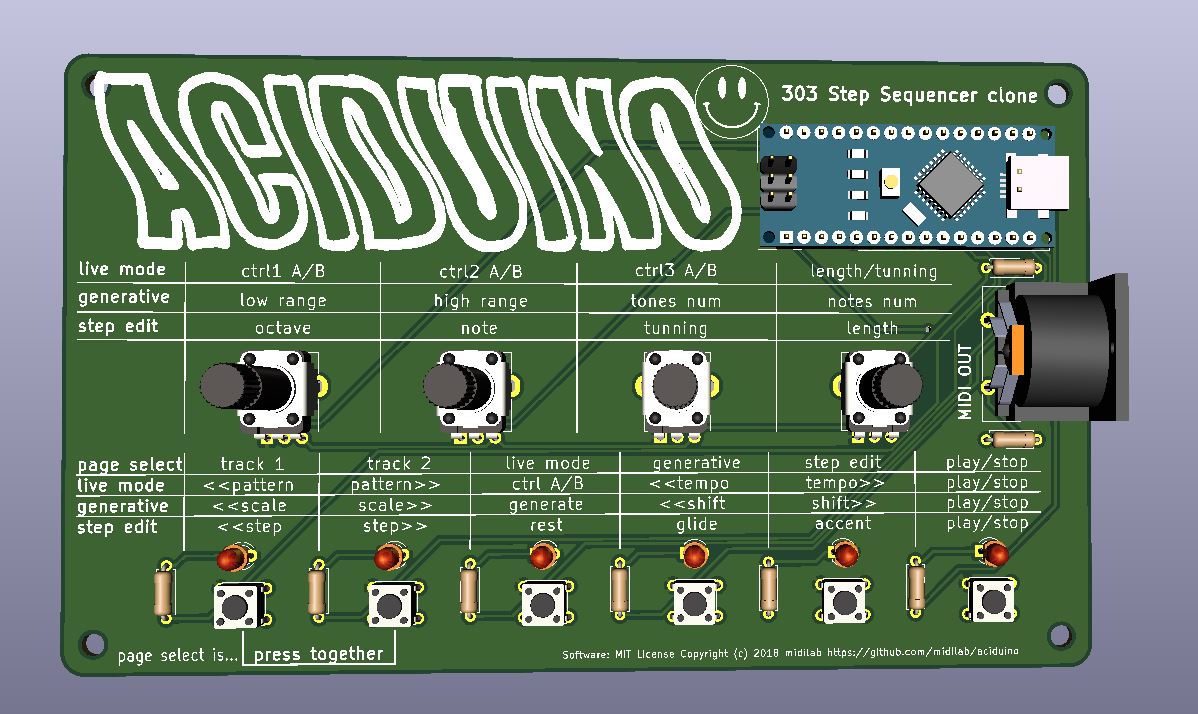 ACIDUINO
303 Step Sequencer clone
live mode ctrl1 A/B ctrl2 A/B ctrl3 A/B length/tunning
generative low range high range tones num notes num
step edit octave note tunning length
MIDI OUT
page select track 1 track 2 live mode generative step edit play/stop
live mode <<pattern pattern>> ctrl A/B <<tempo tempo>> play/stop
generative <<scale scale>> generate <<shift shift>> play/stop
step edit <<step step>> rest glide accent play/stop
page select is... press together
Software: MIT License Copyright (c) 2018 midilab https://github.com/midilab/aciduino